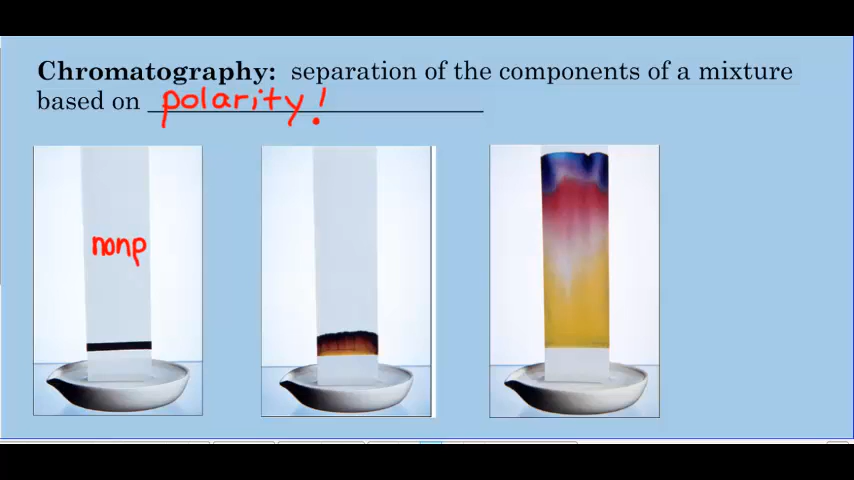 Chromatography: separation of the components of a mixture
based on polarity!
nonp